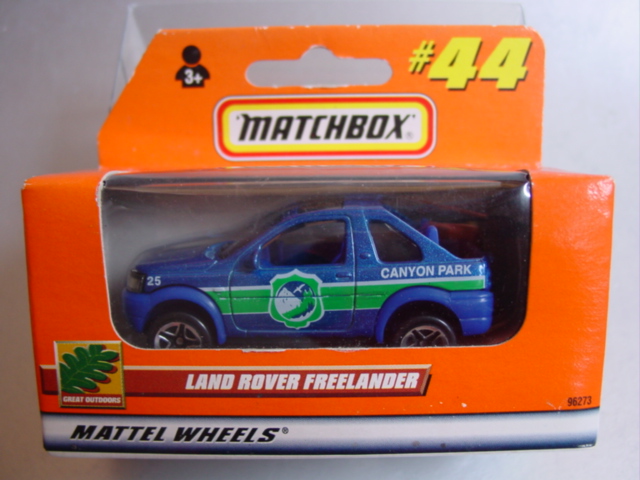 3+
#44
MATCHBOX®
25
CANYON PARK
GREAT OUTDOORS
LAND ROVER FREELANDER
96273
MATTEL WHEELS®